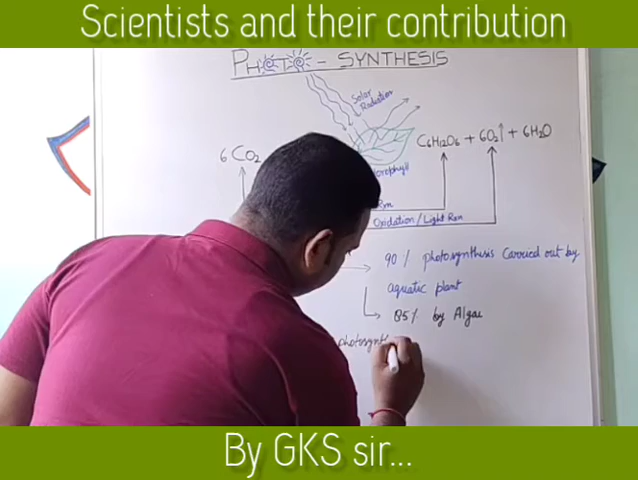 Scientists and their contribution
PHOTO - SYNTHESIS
Solar
Radiation
6 CO2
C6H12O6 + 6O2↑ + 6H2O
Rxn
Oxidation / Light Rxn
90 % photosynthesis Carried out by
aquatic plant
85% by Algae
By GKS sir...